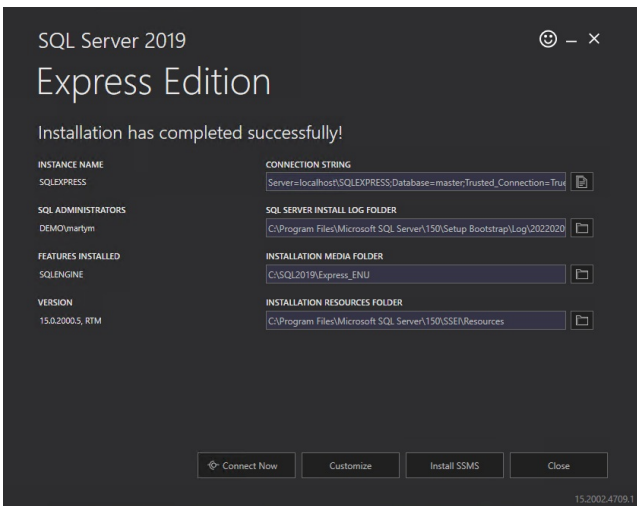 SQL Server 2019
Express Edition
Installation has completed successfully!
INSTANCE NAME
SQLEXPRESS
CONNECTION STRING
Server=localhost\SQLEXPRESS;Database=master;Trusted_Connection=True
SQL ADMINISTRATORS
DEMO\martym
SQL SERVER INSTALL LOG FOLDER
C:\Program Files\Microsoft SQL Server\150\Setup Bootstrap\Log\2022020
FEATURES INSTALLED
SQLENGINE
INSTALLATION MEDIA FOLDER
C:\SQL2019\Express_ENU
VERSION
15.0.2000.5, RTM
INSTALLATION RESOURCES FOLDER
C:\Program Files\Microsoft SQL Server\150\SSEI\Resources
Connect Now
Customize
Install SSMS
Close
15.2002.4709.1